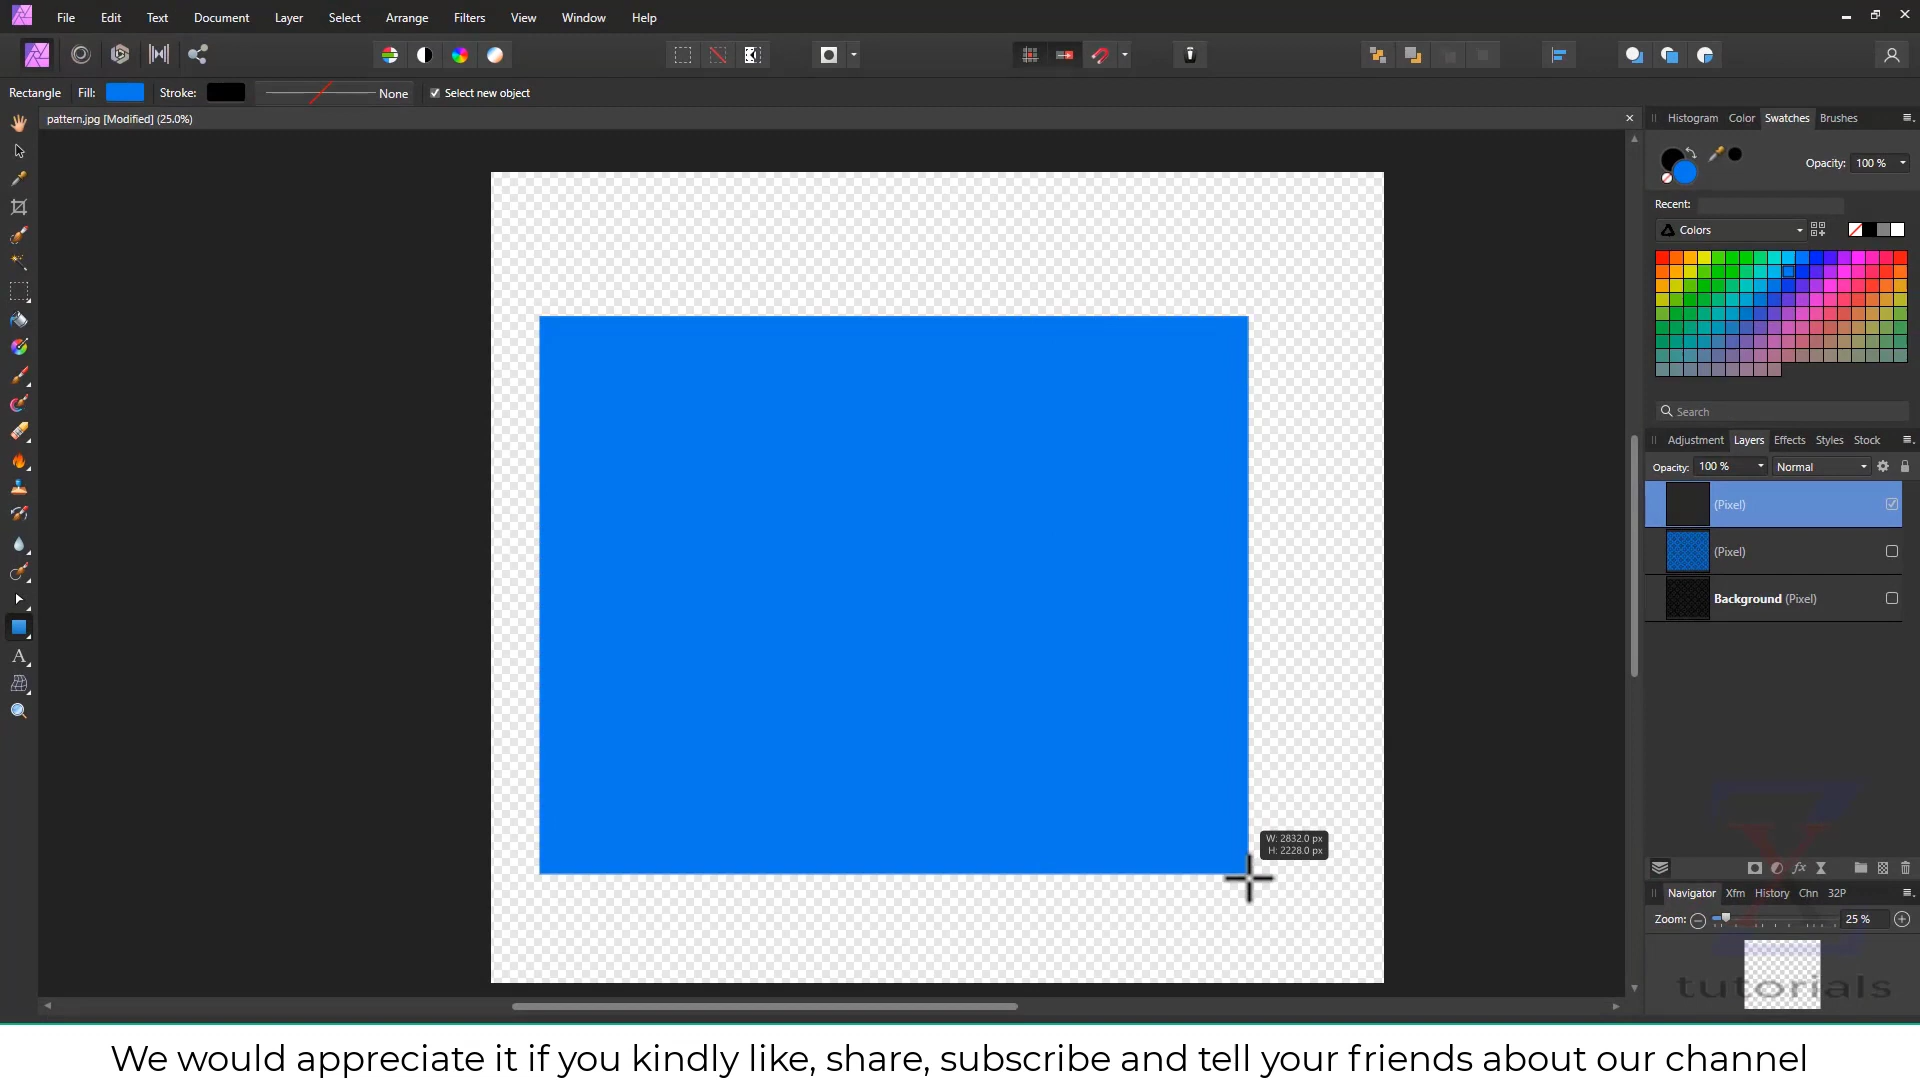 File Edit Text Document Layer Select Arrange Filters View Window Help
Rectangle Fill: Stroke: None Select new object
pattern.jpg [Modified] (25.0%)
Histogram Color Swatches Brushes
Opacity: 100 %
Recent:
Colors
Search
Adjustment Layers Effects Styles Stock
Opacity: 100 % Normal
(Pixel)
(Pixel)
Background (Pixel)
W: 2832.0 px
H: 2228.0 px
fx
Navigator Xfm History Chn 32P
Zoom: 25 %
tutorials
We would appreciate it if you kindly like, share, subscribe and tell your friends about our channel